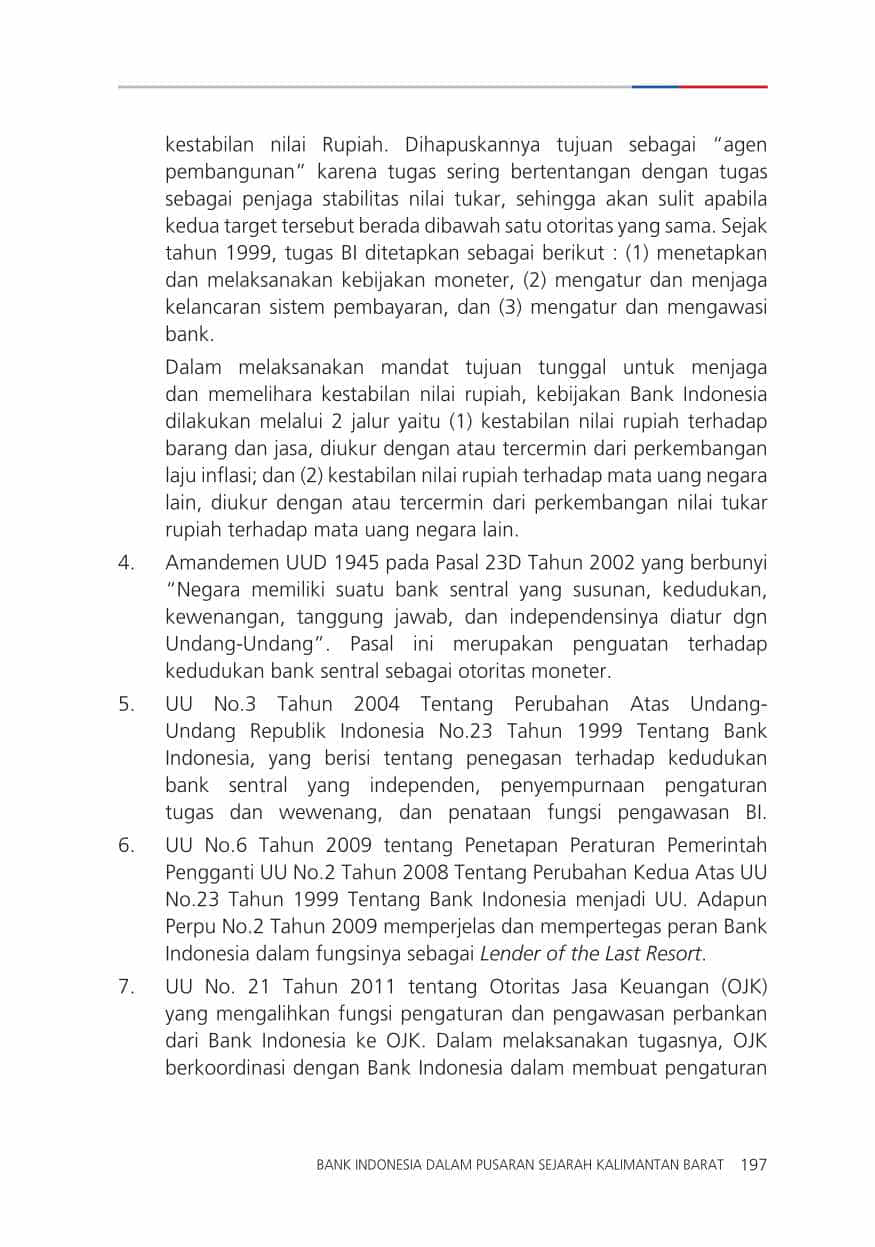 kestabilan nilai Rupiah. Dihapuskannya tujuan sebagai “agen
pembangunan“ karena tugas sering bertentangan dengan tugas
sebagai penjaga stabilitas nilai tukar, sehingga akan sulit apabila
kedua target tersebut berada dibawah satu otoritas yang sama. Sejak
tahun 1999, tugas BI ditetapkan sebagai berikut : (1) menetapkan
dan melaksanakan kebijakan moneter, (2) mengatur dan menjaga
kelancaran sistem pembayaran, dan (3) mengatur dan mengawasi
bank.
Dalam melaksanakan mandat tujuan tunggal untuk menjaga
dan memelihara kestabilan nilai rupiah, kebijakan Bank Indonesia
dilakukan melalui 2 jalur yaitu (1) kestabilan nilai rupiah terhadap
barang dan jasa, diukur dengan atau tercermin dari perkembangan
laju inflasi; dan (2) kestabilan nilai rupiah terhadap mata uang negara
lain, diukur dengan atau tercermin dari perkembangan nilai tukar
rupiah terhadap mata uang negara lain.
4. Amandemen UUD 1945 pada Pasal 23D Tahun 2002 yang berbunyi
“Negara memiliki suatu bank sentral yang susunan, kedudukan,
kewenangan, tanggung jawab, dan independensinya diatur dgn
Undang-Undang”. Pasal ini merupakan penguatan terhadap
kedudukan bank sentral sebagai otoritas moneter.
5. UU No.3 Tahun 2004 Tentang Perubahan Atas Undang-
Undang Republik Indonesia No.23 Tahun 1999 Tentang Bank
Indonesia, yang berisi tentang penegasan terhadap kedudukan
bank sentral yang independen, penyempurnaan pengaturan
tugas dan wewenang, dan penataan fungsi pengawasan BI.
6. UU No.6 Tahun 2009 tentang Penetapan Peraturan Pemerintah
Pengganti UU No.2 Tahun 2008 Tentang Perubahan Kedua Atas UU
No.23 Tahun 1999 Tentang Bank Indonesia menjadi UU. Adapun
Perpu No.2 Tahun 2009 memperjelas dan mempertegas peran Bank
Indonesia dalam fungsinya sebagai Lender of the Last Resort.
7. UU No. 21 Tahun 2011 tentang Otoritas Jasa Keuangan (OJK)
yang mengalihkan fungsi pengaturan dan pengawasan perbankan
dari Bank Indonesia ke OJK. Dalam melaksanakan tugasnya, OJK
berkoordinasi dengan Bank Indonesia dalam membuat pengaturan
BANK INDONESIA DALAM PUSARAN SEJARAH KALIMANTAN BARAT 197